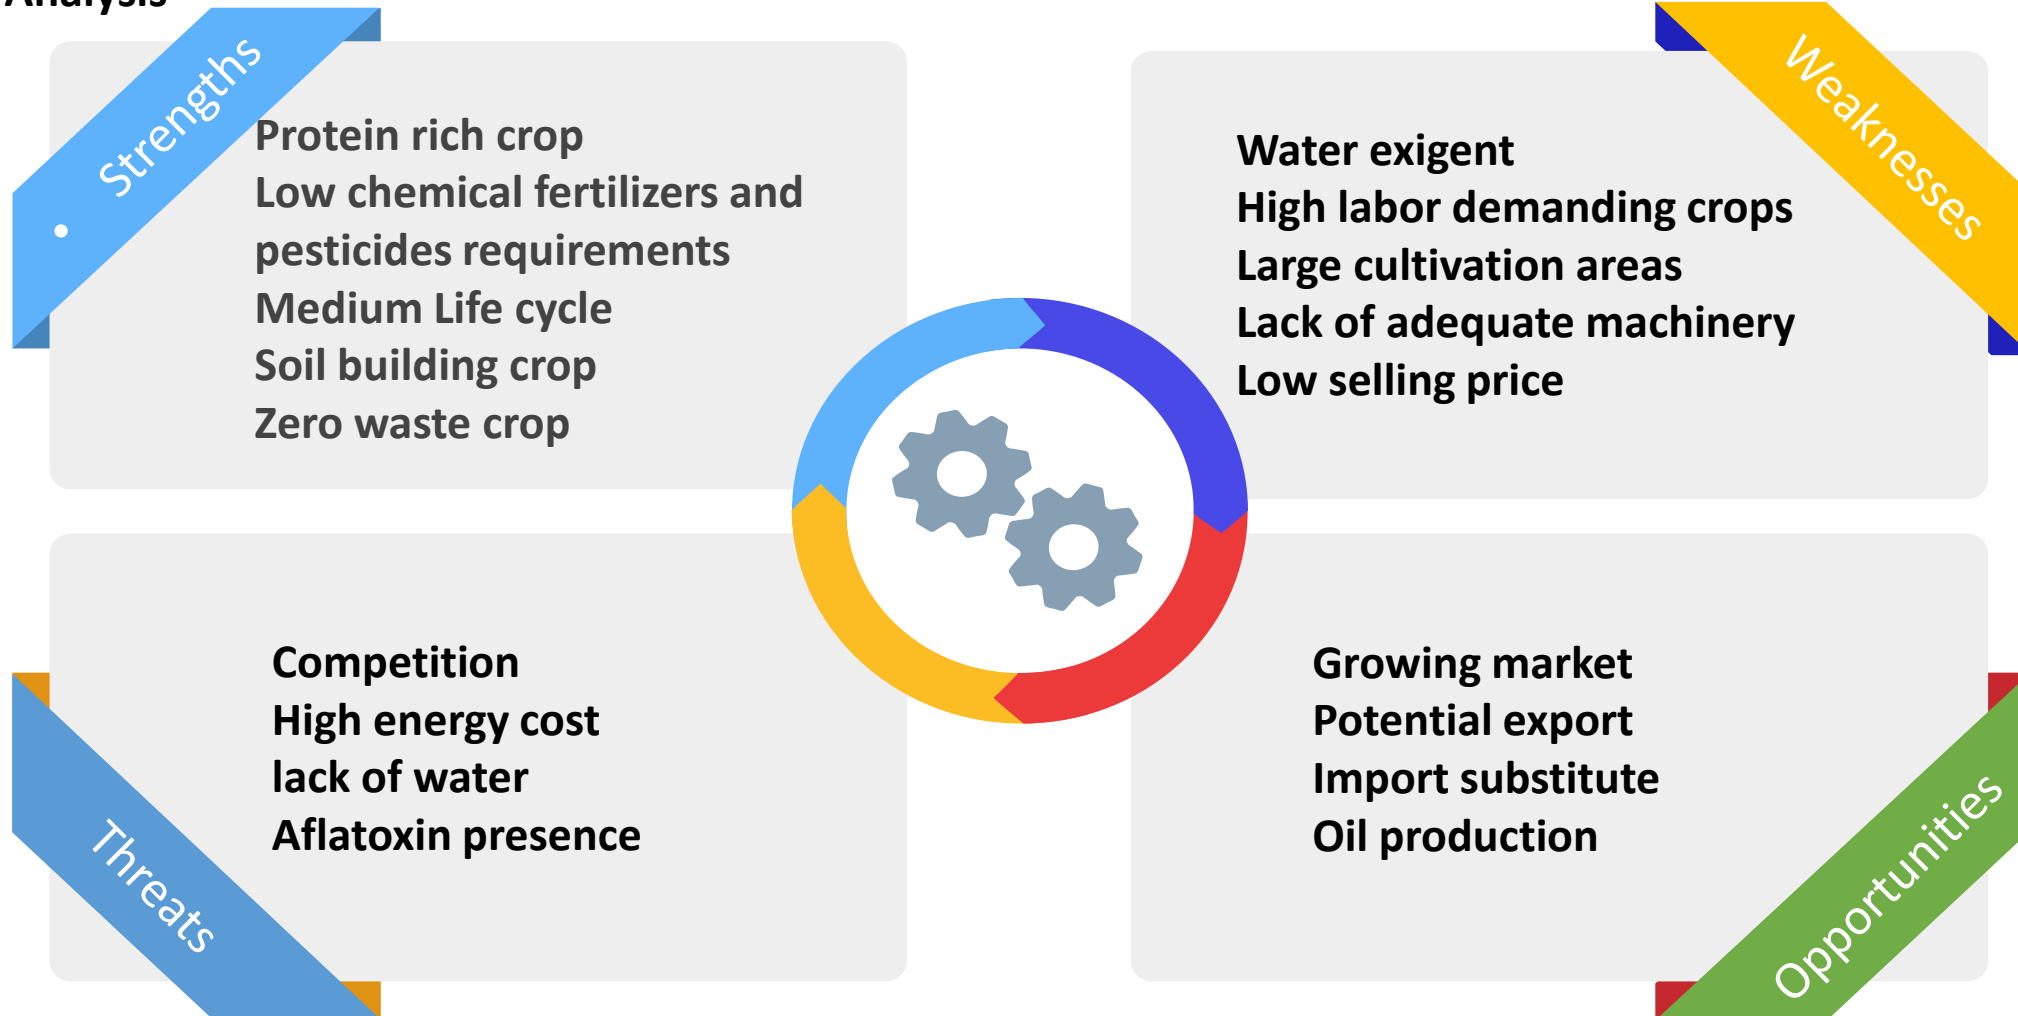 Analysis
• Strengths
Protein rich crop
Low chemical fertilizers and
pesticides requirements
Medium Life cycle
Soil building crop
Zero waste crop
Weaknesses
Water exigent
High labor demanding crops
Large cultivation areas
Lack of adequate machinery
Low selling price
Threats
Competition
High energy cost
lack of water
Aflatoxin presence
Opportunities
Growing market
Potential export
Import substitute
Oil production